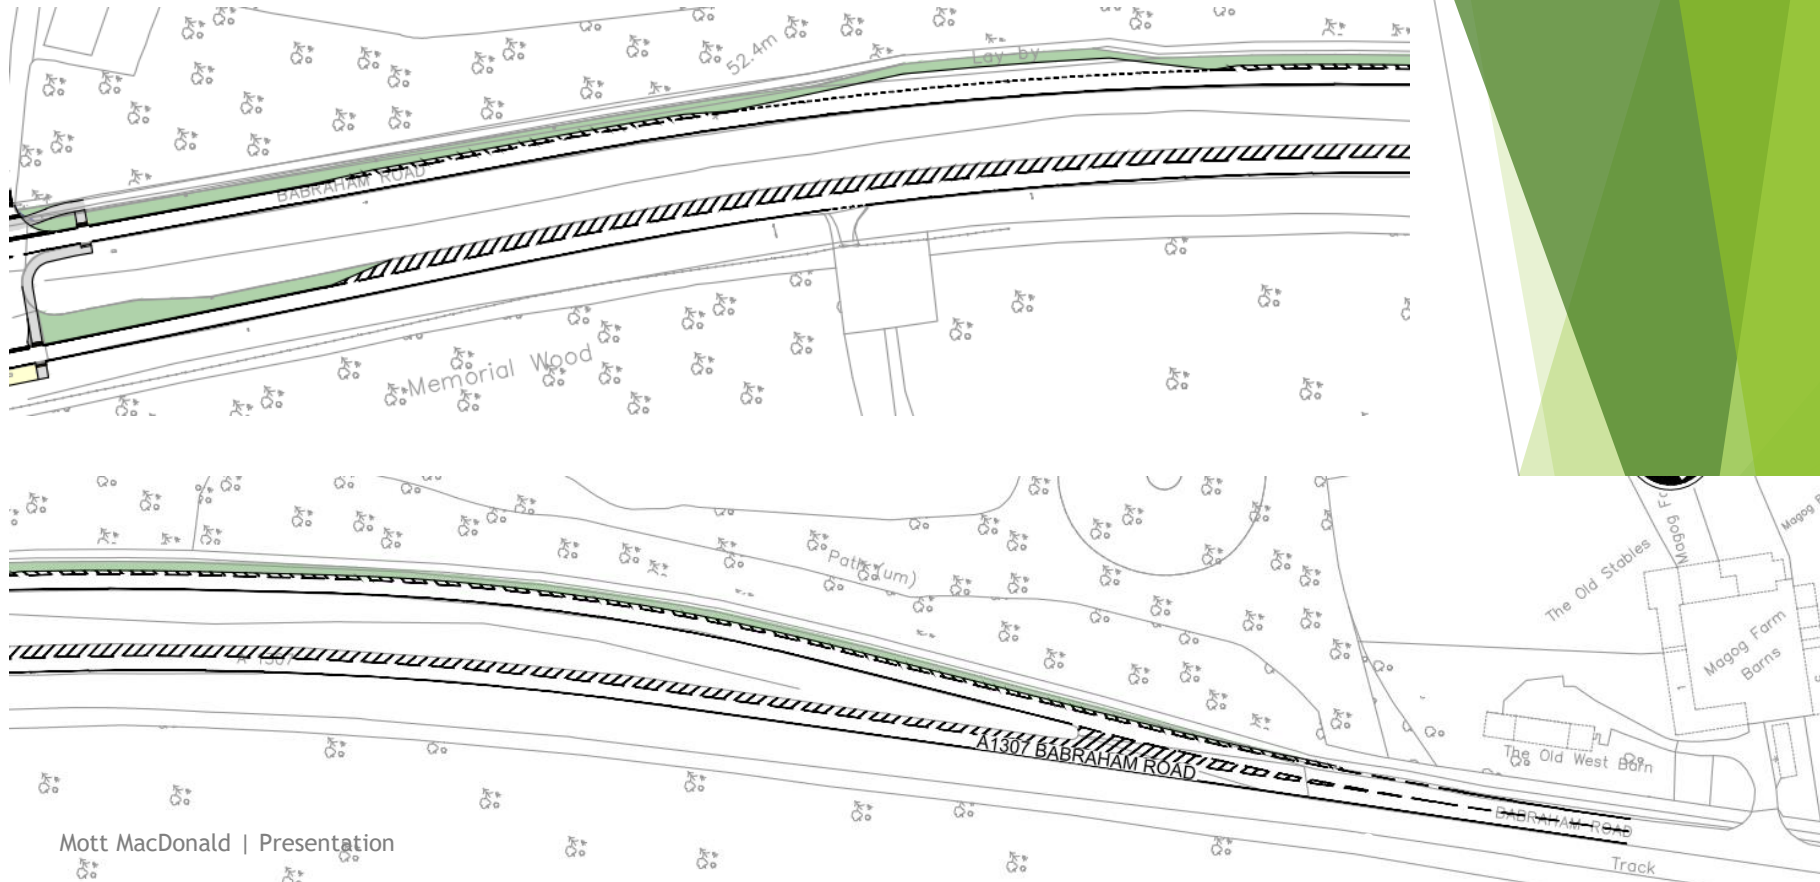 52.4m
Lay-by
BABRAHAM ROAD
Memorial Wood
Path (um)
The Old Stables
Magog Farm
Barns
A 1307
A1307 BABRAHAM ROAD
The Old West Barn
BABRAHAM ROAD
Track
Mott MacDonald | Presentation